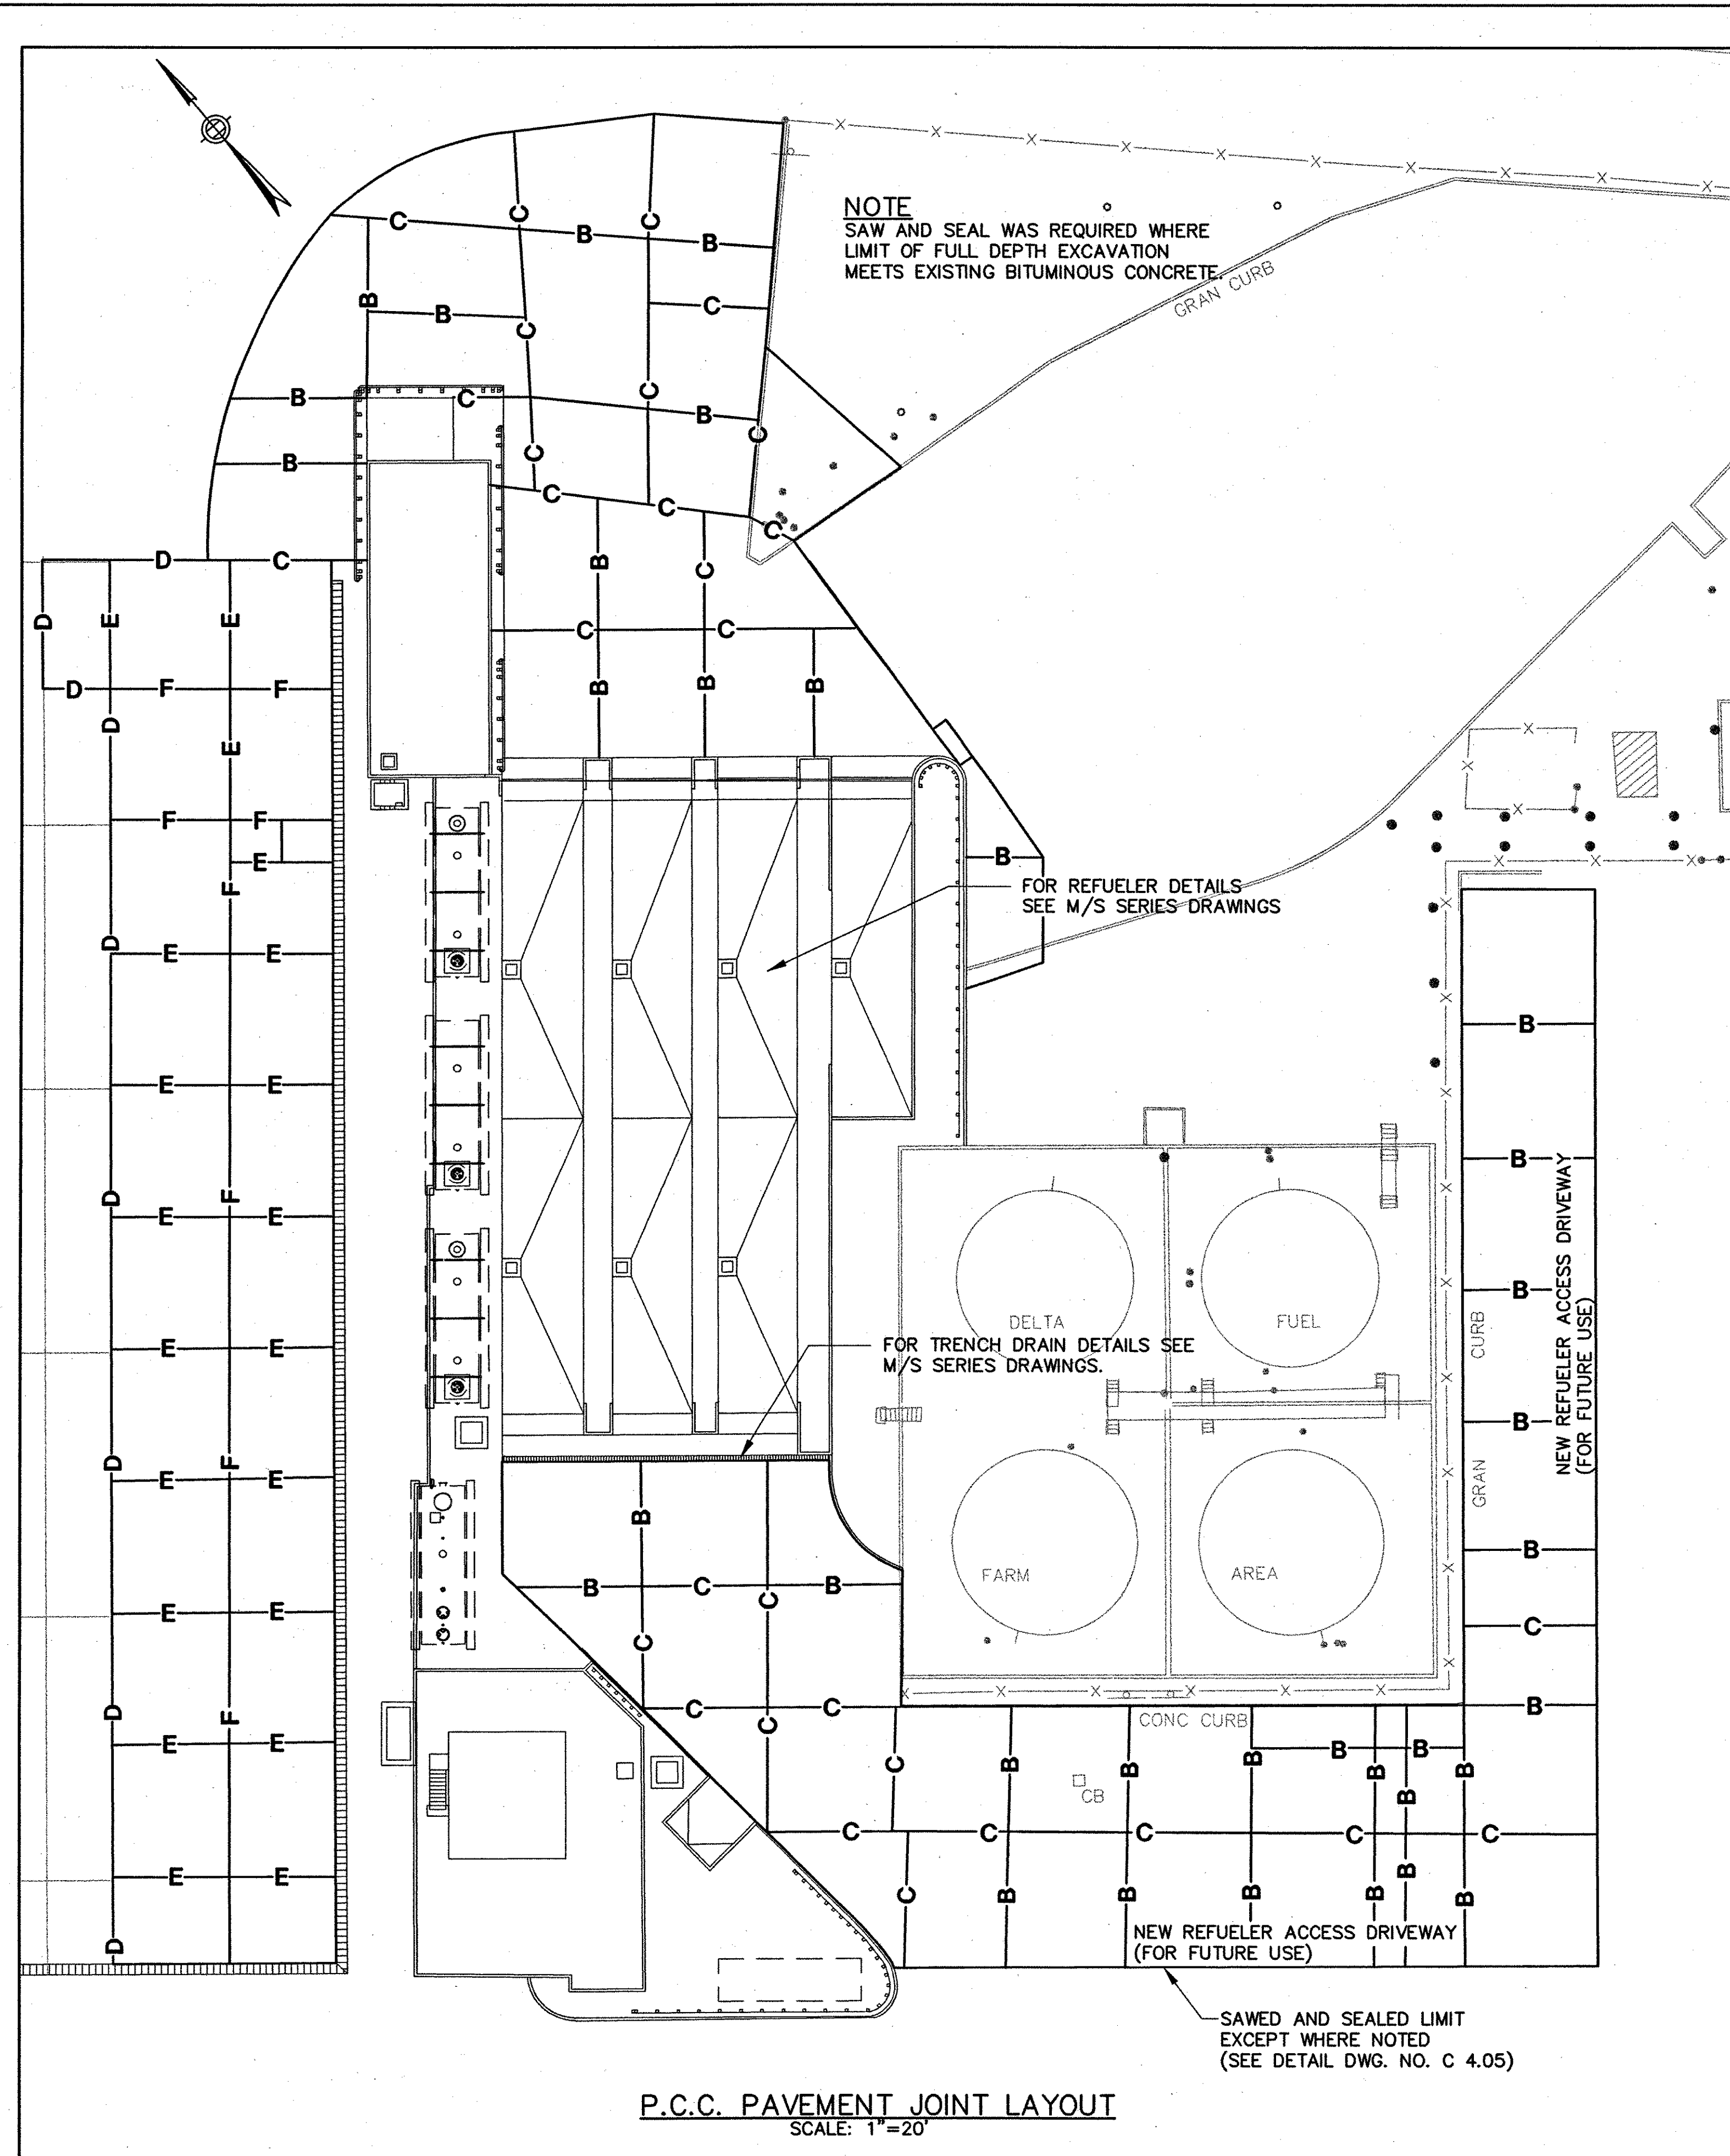 NOTE
SAW AND SEAL WAS REQUIRED WHERE
LIMIT OF FULL DEPTH EXCAVATION
MEETS EXISTING BITUMINOUS CONCRETE.
GRAN CURB
C B B
C C
B B C C
B C B C C
B C C C
D C B C
D E E C C
D F F B B B
D E
F F
E B
F
FOR REFUELER DETAILS
SEE M/S SERIES DRAWINGS
D E E
B
E E
B
NEW REFUELER ACCESS DRIVEWAY
(FOR FUTURE USE)
D F
E E
B
DELTA
FUEL
CURB
GRAN
FOR TRENCH DRAIN DETAILS SEE
M/S SERIES DRAWINGS.
E E
B
D F
E E
B
B
FARM
AREA
B C B
C
E E
C
C
C C
B
D F
C
CONC CURB
E E
B B
C B B B B B
CB
B
C C C C C
E E
B
C B B B B B
NEW REFUELER ACCESS DRIVEWAY
(FOR FUTURE USE)
D
SAWED AND SEALED LIMIT
EXCEPT WHERE NOTED
(SEE DETAIL DWG. NO. C 4.05)
P.C.C. PAVEMENT JOINT LAYOUT
SCALE: 1"=20'